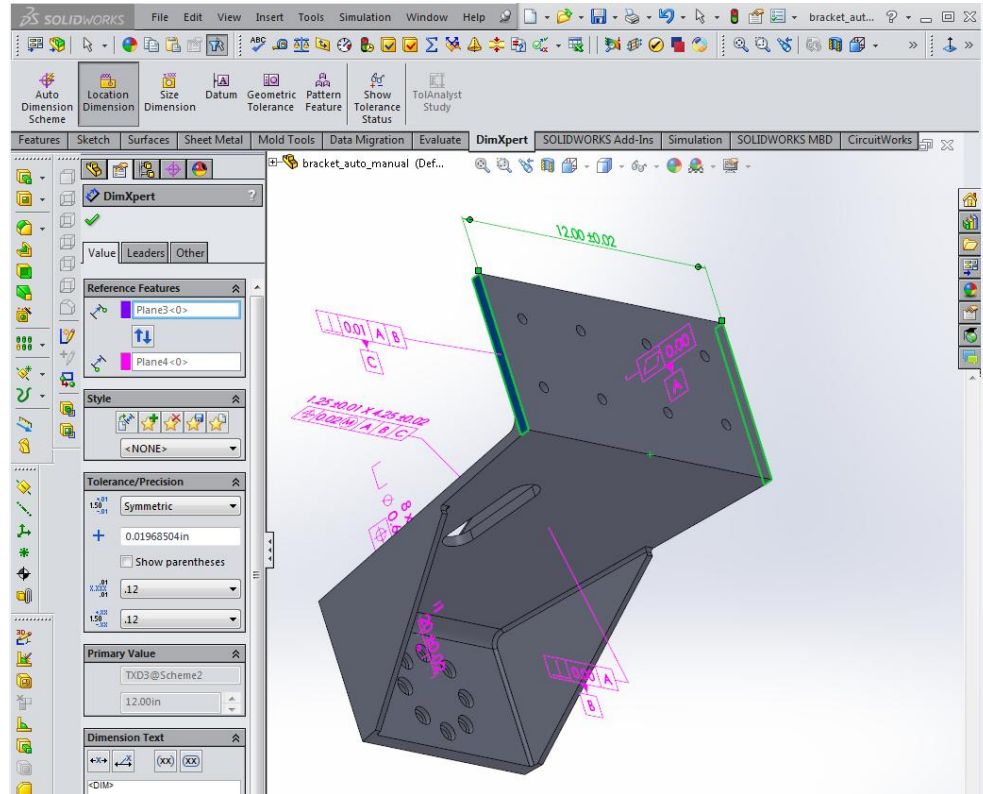 SOLIDWORKS File Edit View Insert Tools Simulation Window Help bracket_aut...
Auto Dimension Scheme
Location Dimension
Size Dimension
Datum
Geometric Tolerance
Pattern Feature
Show Tolerance Status
TolAnalyst Study
Features Sketch Surfaces Sheet Metal Mold Tools Data Migration Evaluate DimXpert SOLIDWORKS Add-Ins Simulation SOLIDWORKS MBD CircuitWorks
bracket_auto_manual (Def...
DimXpert ?
Value Leaders Other
Reference Features
Plane3<0>
Plane4<0>
Style
<NONE>
Tolerance/Precision
Symmetric
0.01968504in
Show parentheses
.12
.12
Primary Value
TXD3@Scheme2
12.00in
Dimension Text
(xx) (xx)
<DIM>
12.00 ±0.02
0.01 A B
C
0.00
A
1.25±0.01 X 4.25±0.02
0.02 M A B C
8 X
0.00 A
B